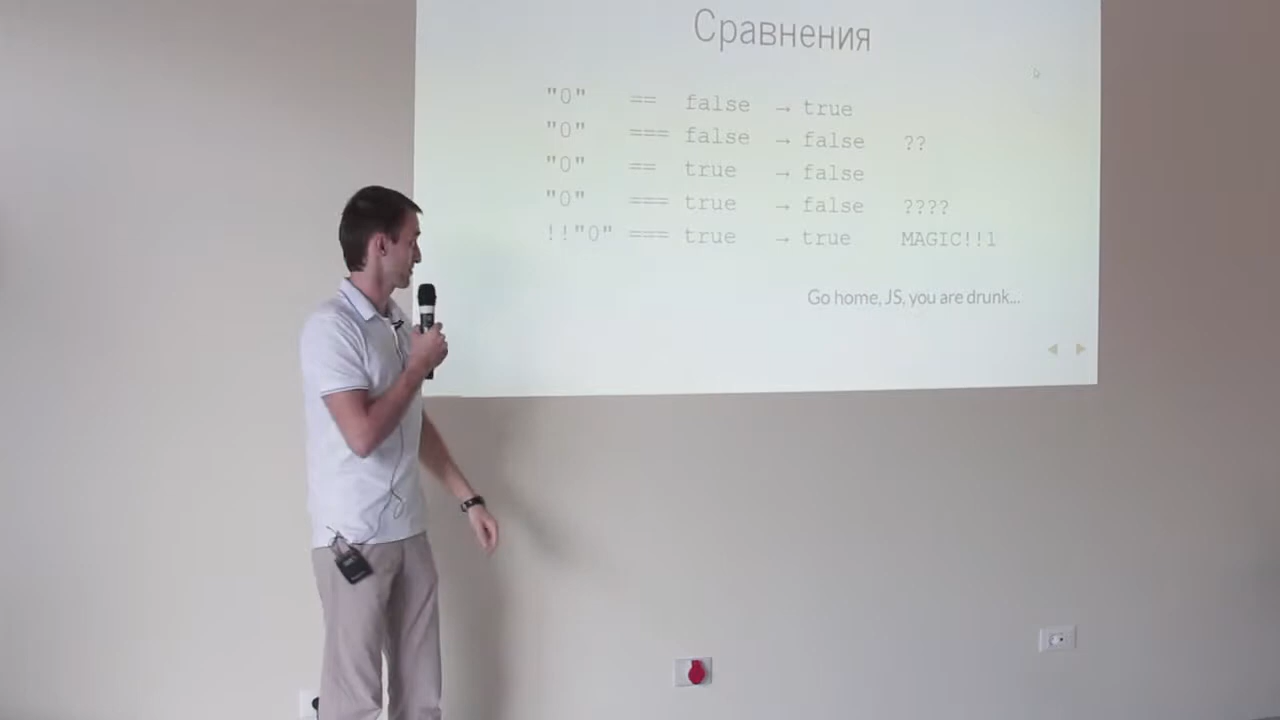 Сравнения
"0" == false → true
"0" === false → false ??
"0" == true → false
"0" === true → false ????
!!"0" === true → true MAGIC!!1
Go home, JS, you are drunk...